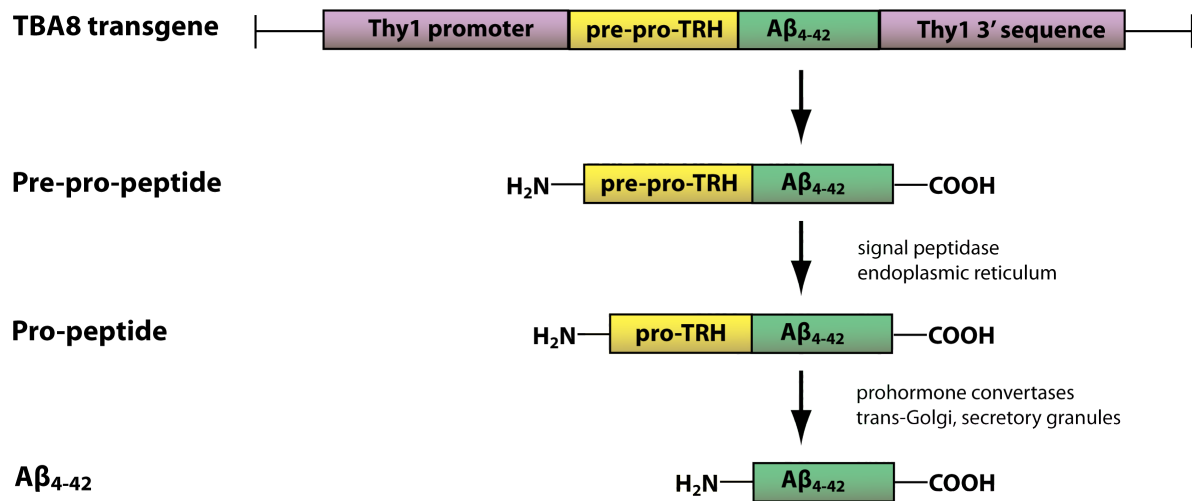 TBA8 transgene Thy1 promoter pre-pro-TRH Aβ₄₋₄₂ Thy1 3′ sequence
Pre-pro-peptide H₂N pre-pro-TRH Aβ₄₋₄₂ COOH
signal peptidase
endoplasmic reticulum
Pro-peptide H₂N pro-TRH Aβ₄₋₄₂ COOH
prohormone convertases
trans-Golgi, secretory granules
Aβ₄₋₄₂ H₂N Aβ₄₋₄₂ COOH